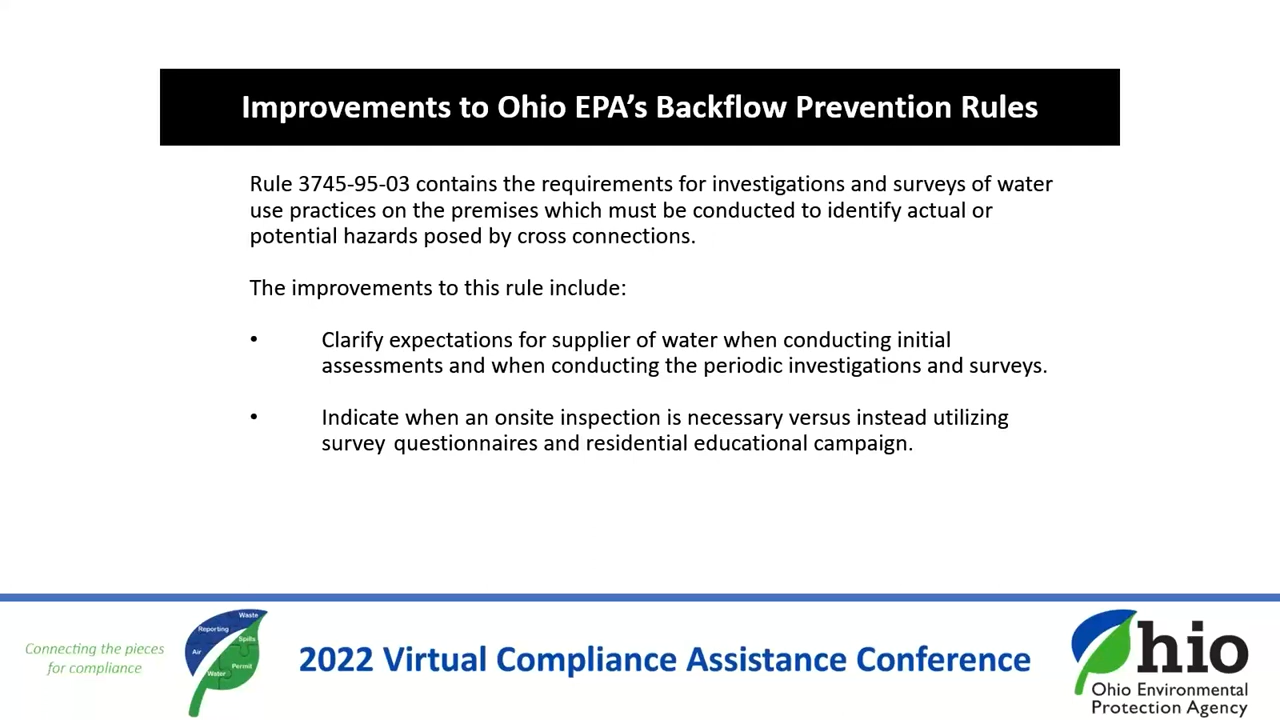 Improvements to Ohio EPA's Backflow Prevention Rules
Rule 3745-95-03 contains the requirements for investigations and surveys of water
use practices on the premises which must be conducted to identify actual or
potential hazards posed by cross connections.
The improvements to this rule include:
• Clarify expectations for supplier of water when conducting initial
assessments and when conducting the periodic investigations and surveys.
• Indicate when an onsite inspection is necessary versus instead utilizing
survey questionnaires and residential educational campaign.
Connecting the pieces
for compliance
Waste
Reporting
Spills
Air
Permit
Water
2022 Virtual Compliance Assistance Conference
Ohio
Ohio Environmental
Protection Agency